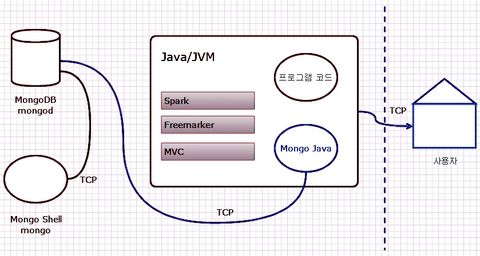 Java/JVM
프로그램 코드
Spark
Freemarker
MVC
Mongo Java
MongoDB
mongod
TCP
Mongo Shell
mongo
TCP
TCP
사용자